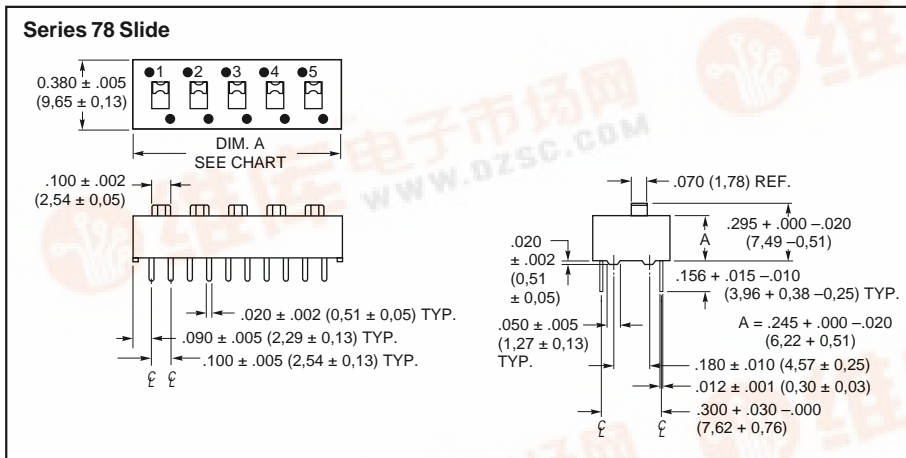 Series 78 Slide
0.380 ± .005
(9,65 ± 0,13)
1 2 3 4 5
DIM. A
SEE CHART
.100 ± .002
(2,54 ± 0,05)
.020 ± .002 (0,51 ± 0,05) TYP.
.090 ± .005 (2,29 ± 0,13) TYP.
.100 ± .005 (2,54 ± 0,13) TYP.
℄ ℄
.070 (1,78) REF.
A
.295 + .000 –.020
(7,49 –0,51)
.020
± .002
(0,51
± 0,05)
.156 + .015 –.010
(3,96 + 0,38 –0,25) TYP.
.050 ± .005
(1,27 ± 0,13)
TYP.
A = .245 + .000 –.020
(6,22 + 0,51)
.180 ± .010 (4,57 ± 0,25)
.012 ± .001 (0,30 ± 0,03)
.300 + .030 –.000
(7,62 + 0,76)
℄ ℄
维库电子市场网
WWW.DZSC.COM
维